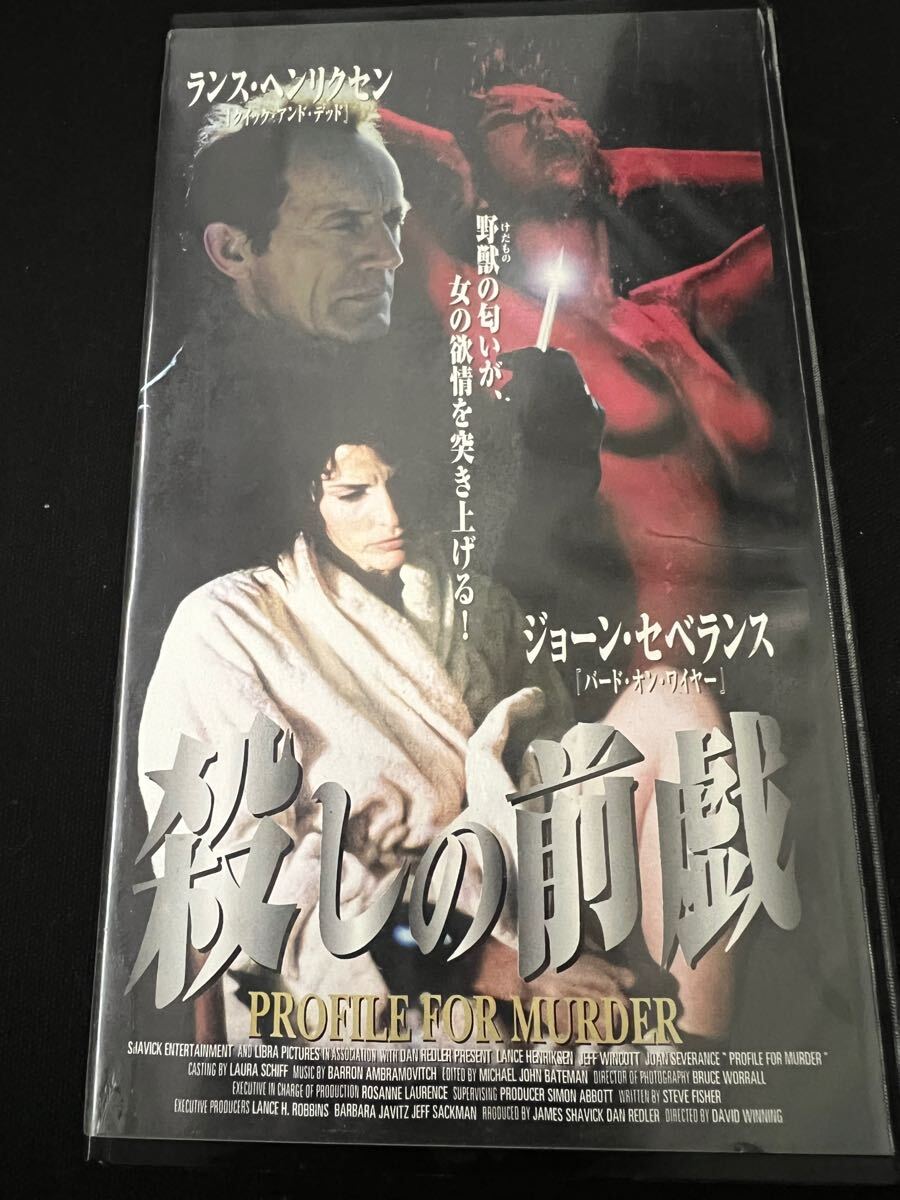 ランス・ヘンリクセン
『クイック・アンド・デッド』
野獣の匂いが、
けだもの
女の欲情を突き上げる!
ジョーン・セベランス
『バード・オン・ワイヤー』
殺しの前戯
PROFILE FOR MURDER
SHAVICK ENTERTAINMENT AND LIBRA PICTURES IN ASSOCIATION WITH DAN REDLER PRESENT LANCE HENRIKSEN JEFF WINCOTT JOAN SEVERANCE "PROFILE FOR MURDER"
CASTING BY LAURA SCHIFF MUSIC BY BARRON AMBRAMOVITCH EDITED BY MICHAEL JOHN BATEMAN DIRECTOR OF PHOTOGRAPHY BRUCE WORRALL
EXECUTIVE IN CHARGE OF PRODUCTION ROSANNE LAURENCE SUPERVISING PRODUCER SIMON ABBOTT WRITTEN BY STEVE FISHER
EXECUTIVE PRODUCERS LANCE H. ROBBINS BARBARA JAVITZ JEFF SACKMAN PRODUCED BY JAMES SHAVICK DAN REDLER DIRECTED BY DAVID WINNING